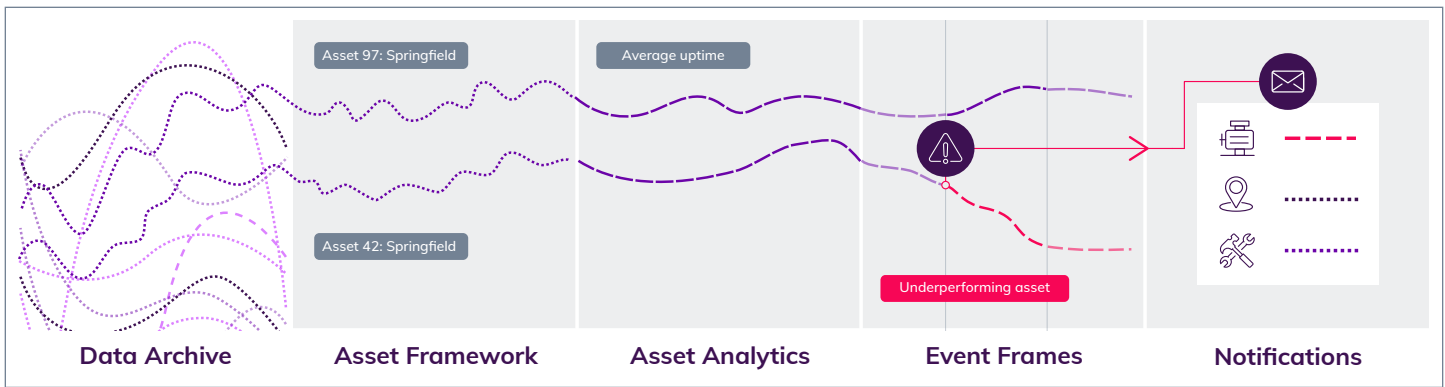 Asset 97: Springfield
Average uptime
Asset 42: Springfield
Underperforming asset
Data Archive
Asset Framework
Asset Analytics
Event Frames
Notifications